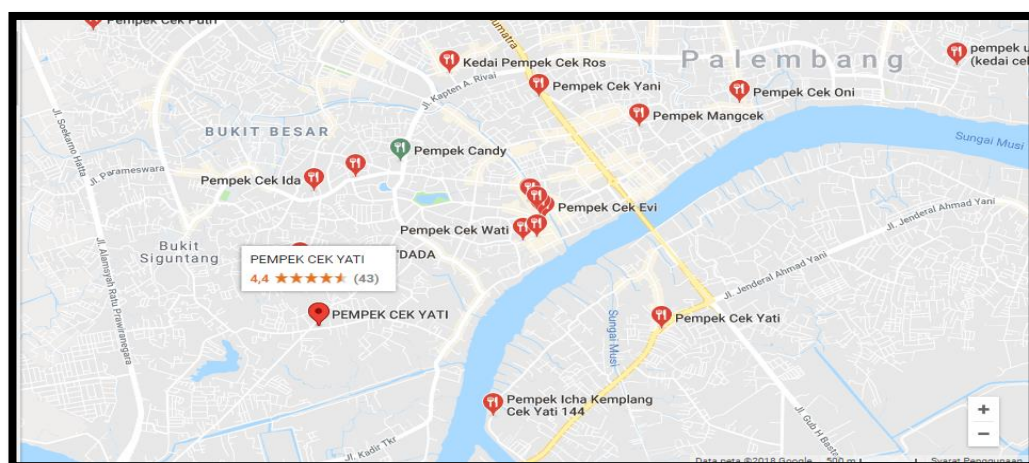 Pempek Cek Putri
Kedai Pempek Cek Ros
Palembang
Pempek Cek Yani
Pempek Cek Oni
Pempek Mangcek
Jl. Kapten A. Rivai
Jl. Soekarno Hatta
BUKIT BESAR
Pempek Candy
Sungai Musi
Jl. Parameswara
Pempek Cek Ida
Pempek Cek Evi
Jl. Jenderal Ahmad Yani
Pempek Cek Wati
Bukit
Siguntang
PEMPEK CEK YATI
4,4 (43)
Jl. Alamsyah Ratu Prawiranegara
Jl. Jenderal Ahmad Yani
PEMPEK CEK YATI
Sungai Musi
Pempek Cek Yati
Pempek Icha Kemplang
Cek Yati 144
Jl. Kadir Tkr
+
−
Data peta ©2018 Google 500 m Syarat Penggunaan